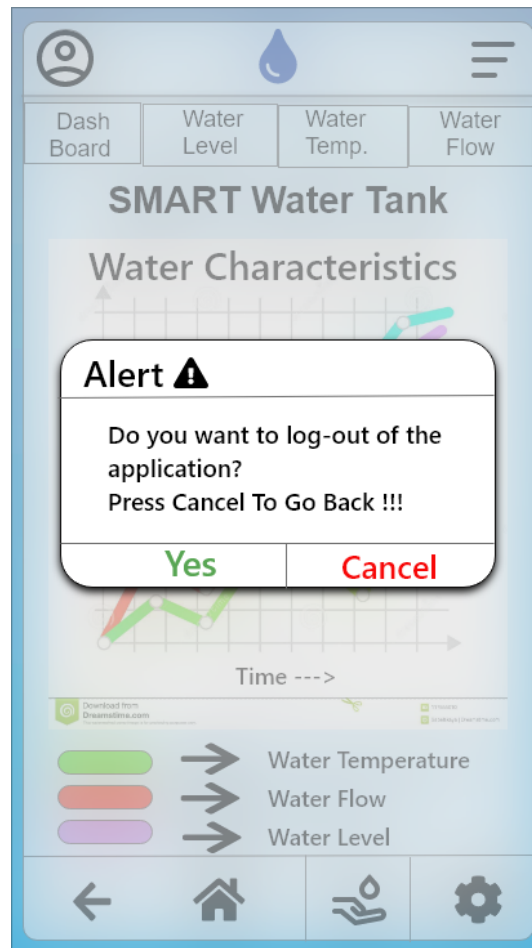 Dash
Board
Water
Level
Water
Temp.
Water
Flow
SMART Water Tank
Water Characteristics
Alert
Do you want to log-out of the
application?
Press Cancel To Go Back !!!
Yes
Cancel
Time --->
Download from
Dreamstime.com
Water Temperature
Water Flow
Water Level